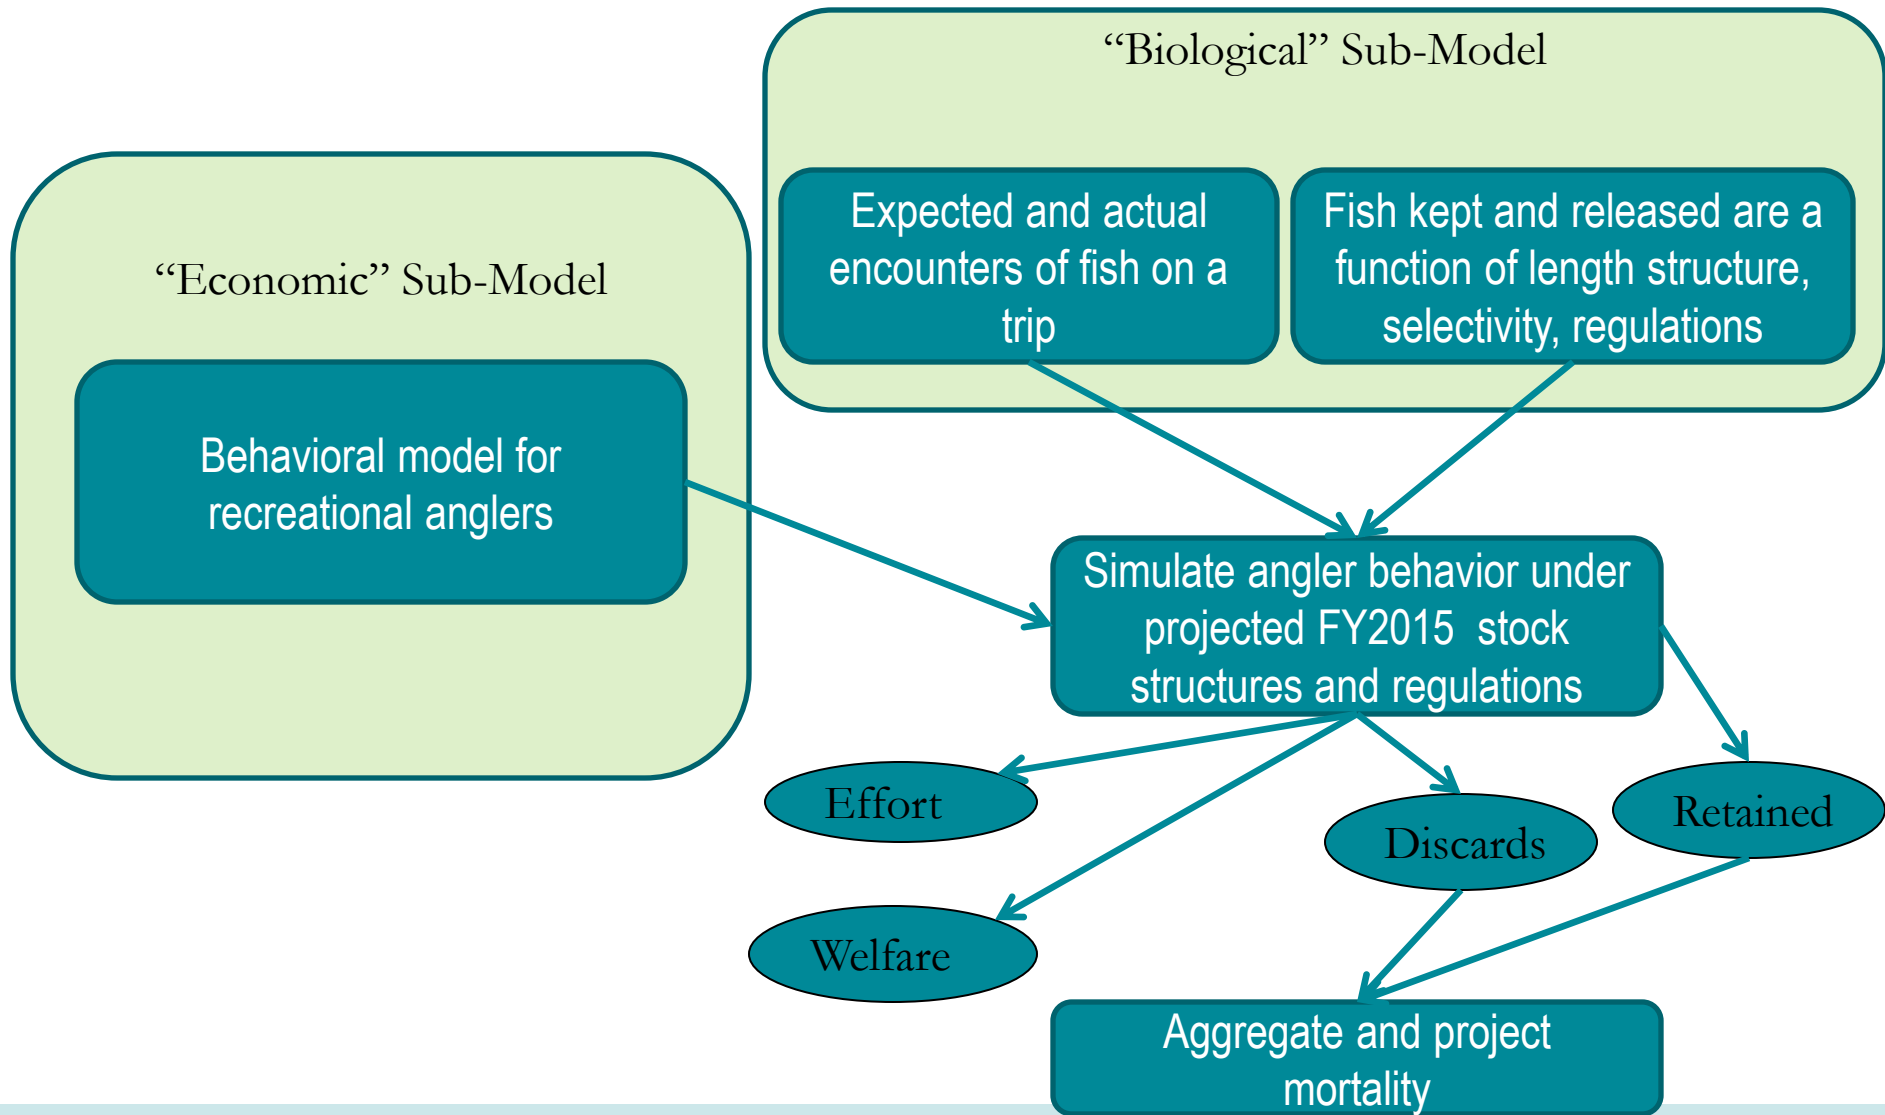 “Biological” Sub-Model
Expected and actual
encounters of fish on a
trip
Fish kept and released are a
function of length structure,
selectivity, regulations
“Economic” Sub-Model
Behavioral model for
recreational anglers
Simulate angler behavior under
projected FY2015  stock
structures and regulations
Effort
Discards
Retained
Welfare
Aggregate and project
mortality